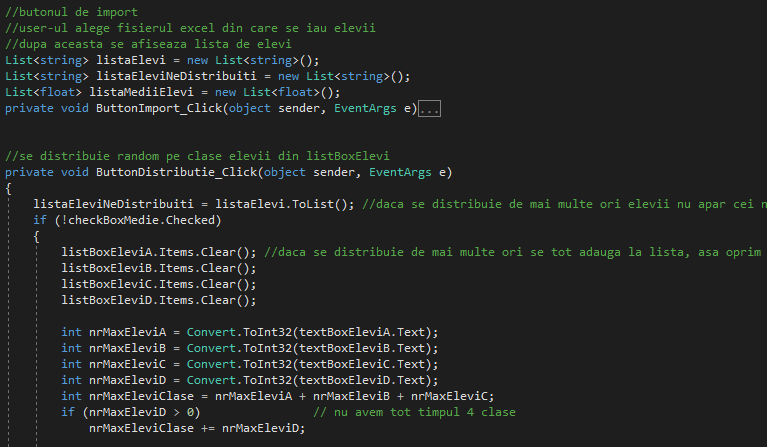 //butonul de import
//user-ul alege fisierul excel din care se iau elevii
//dupa aceasta se afiseaza lista de elevi
List<string> listaElevi = new List<string>();
List<string> listaEleviNeDistribuiti = new List<string>();
List<float> listaMediiElevi = new List<float>();
private void ButtonImport_Click(object sender, EventArgs e)...
//se distribuie random pe clase elevii din listBoxElevi
private void ButtonDistributie_Click(object sender, EventArgs e)
{
listaEleviNeDistribuiti = listaElevi.ToList(); //daca se distribuie de mai multe ori elevii nu apar cei
if (!checkBoxMedie.Checked)
{
listBoxEleviA.Items.Clear(); //daca se distribuie de mai multe ori se tot adauga la lista, asa oprim
listBoxEleviB.Items.Clear();
listBoxEleviC.Items.Clear();
listBoxEleviD.Items.Clear();
int nrMaxEleviA = Convert.ToInt32(textBoxEleviA.Text);
int nrMaxEleviB = Convert.ToInt32(textBoxEleviB.Text);
int nrMaxEleviC = Convert.ToInt32(textBoxEleviC.Text);
int nrMaxEleviD = Convert.ToInt32(textBoxEleviD.Text);
int nrMaxEleviClase = nrMaxEleviA + nrMaxEleviB + nrMaxEleviC;
if (nrMaxEleviD > 0) // nu avem tot timpul 4 clase
nrMaxEleviClase += nrMaxEleviD;